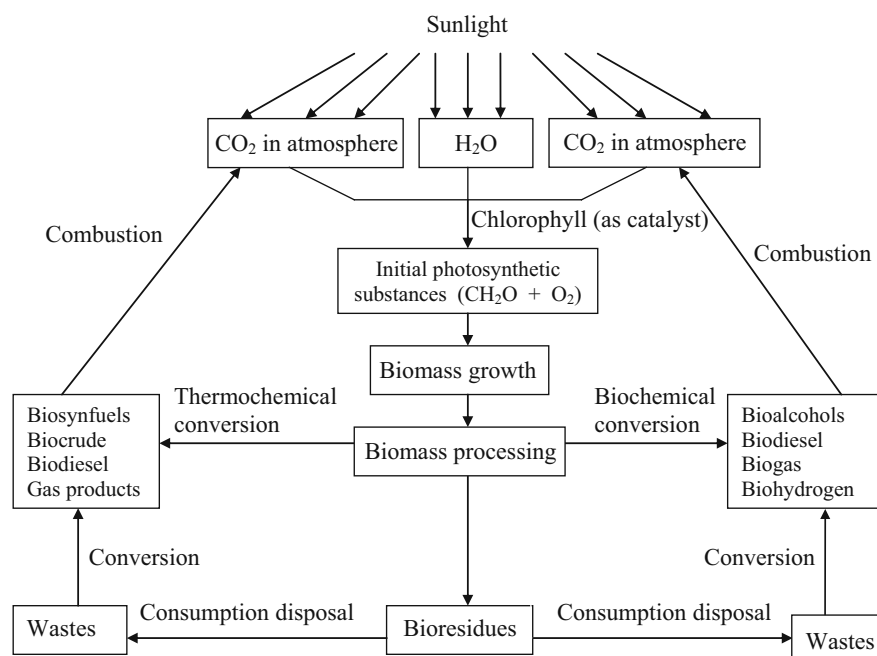 Sunlight
CO₂ in atmosphere
H₂O
CO₂ in atmosphere
Chlorophyll (as catalyst)
Combustion
Combustion
Initial photosynthetic
substances (CH₂O + O₂)
Biomass growth
Thermochemical
conversion
Biochemical
conversion
Biosynfuels
Biocrude
Biodiesel
Gas products
Biomass processing
Bioalcohols
Biodiesel
Biogas
Biohydrogen
Conversion
Conversion
Wastes
Consumption disposal
Bioresidues
Consumption disposal
Wastes